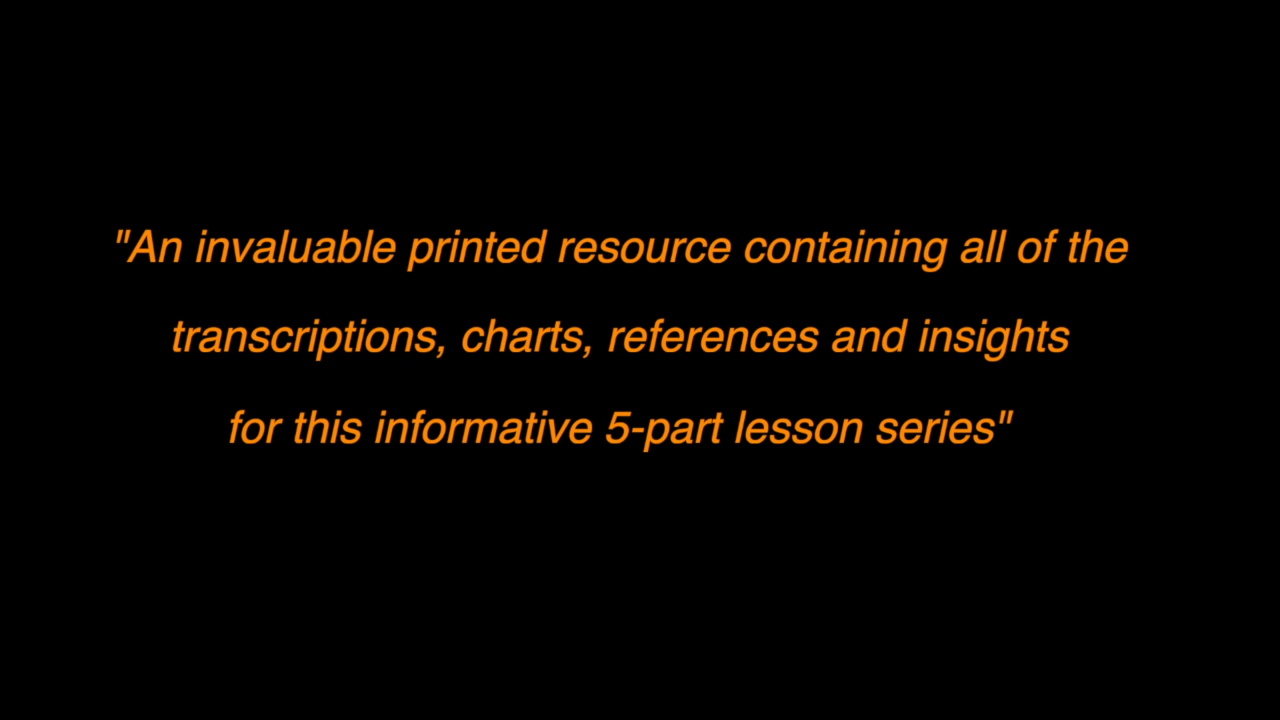 "An invaluable printed resource containing all of the
transcriptions, charts, references and insights
for this informative 5-part lesson series"